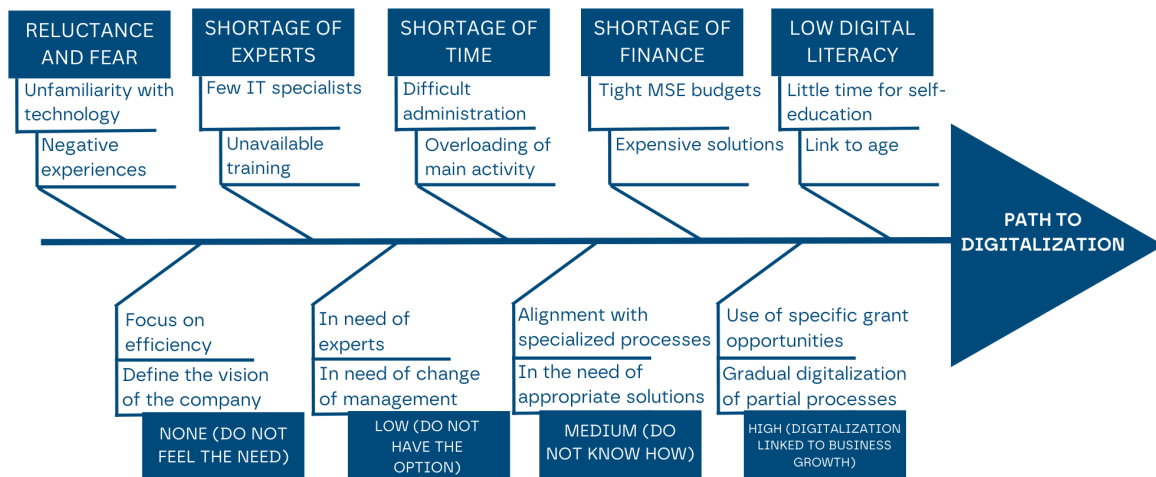 RELUCTANCE
AND FEAR
Unfamiliarity with
technology
Negative
experiences
SHORTAGE OF
EXPERTS
Few IT specialists
Unavailable
training
SHORTAGE OF
TIME
Difficult
administration
Overloading of
main activity
SHORTAGE OF
FINANCE
Tight MSE budgets
Expensive solutions
LOW DIGITAL
LITERACY
Little time for self-
education
Link to age
PATH TO
DIGITALIZATION
Focus on
efficiency
Define the vision
of the company
NONE (DO NOT
FEEL THE NEED)
In need of
experts
In need of change
of management
LOW (DO NOT
HAVE THE
OPTION)
Alignment with
specialized processes
In the need of
appropriate solutions
MEDIUM (DO
NOT KNOW HOW)
Use of specific grant
opportunities
Gradual digitalization
of partial processes
HIGH (DIGITALIZATION
LINKED TO BUSINESS
GROWTH)